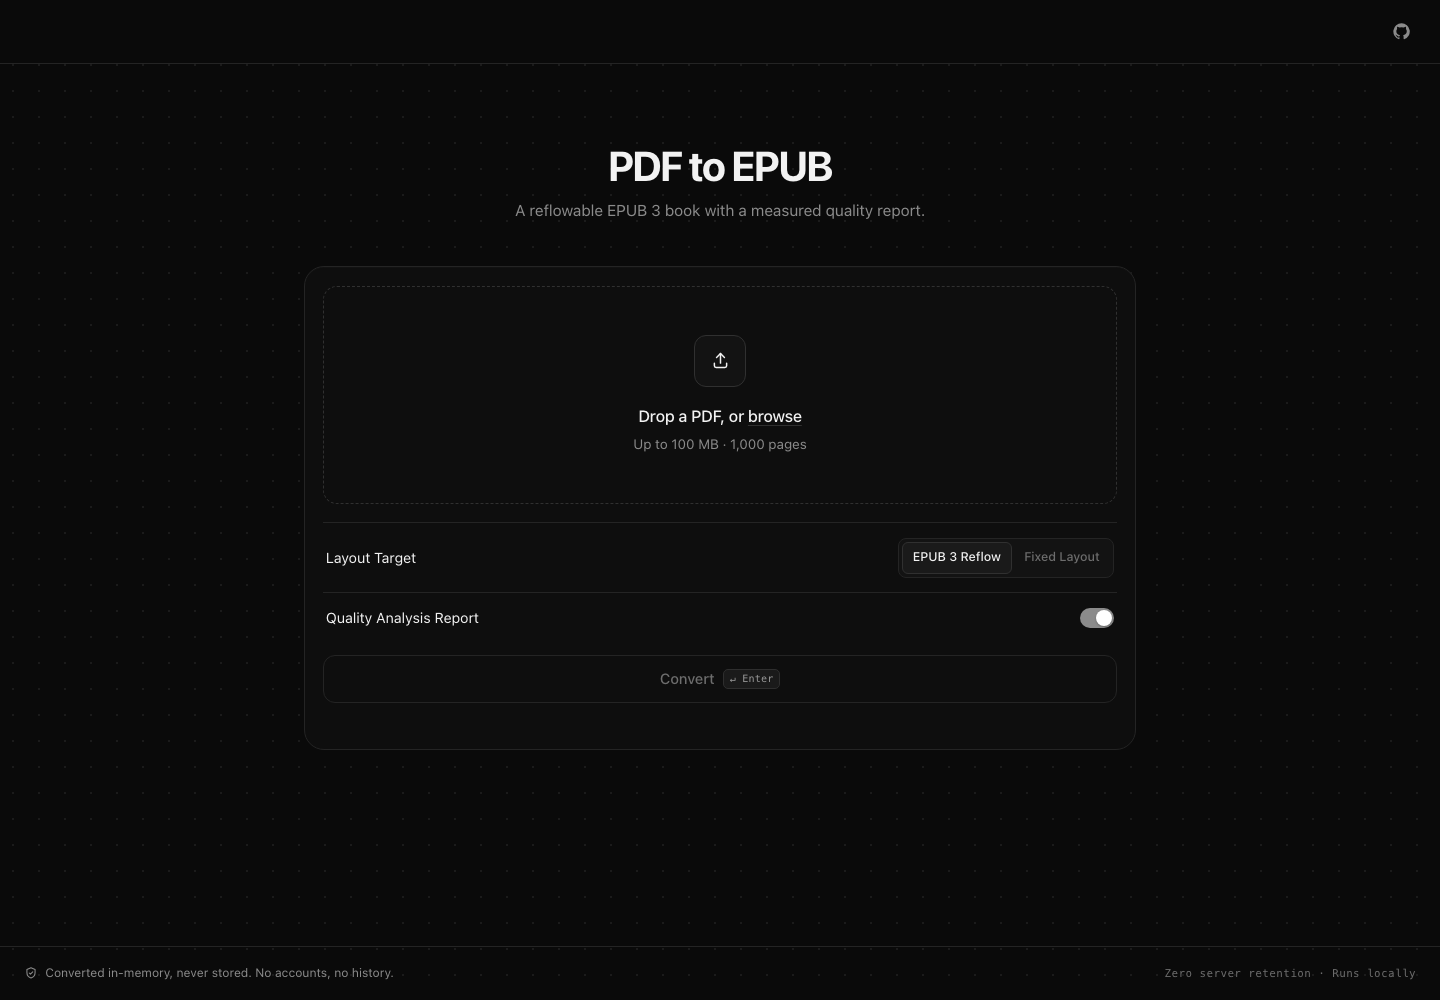 PDF to EPUB
A reflowable EPUB 3 book with a measured quality report.
Drop a PDF, or browse
Up to 100 MB · 1,000 pages
Layout Target
EPUB 3 Reflow
Fixed Layout
Quality Analysis Report
Convert ↵ Enter
Converted in-memory, never stored. No accounts, no history.
Zero server retention · Runs locally